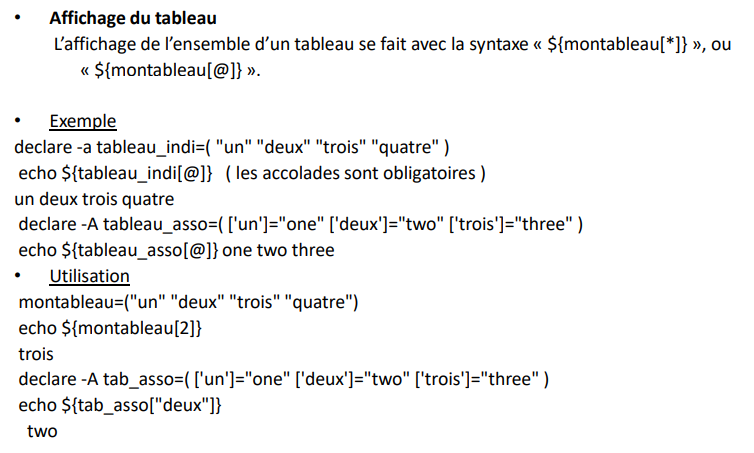 • Affichage du tableau
L'affichage de l'ensemble d'un tableau se fait avec la syntaxe « ${montableau[*]} », ou
« ${montableau[@]} ».
• Exemple
declare -a tableau_indi=( "un" "deux" "trois" "quatre" )
echo ${tableau_indi[@]} ( les accolades sont obligatoires )
un deux trois quatre
declare -A tableau_asso=( ['un']="one" ['deux']="two" ['trois']="three" )
echo ${tableau_asso[@]} one two three
• Utilisation
montableau=("un" "deux" "trois" "quatre")
echo ${montableau[2]}
trois
declare -A tab_asso=( ['un']="one" ['deux']="two" ['trois']="three" )
echo ${tab_asso["deux"]}
two